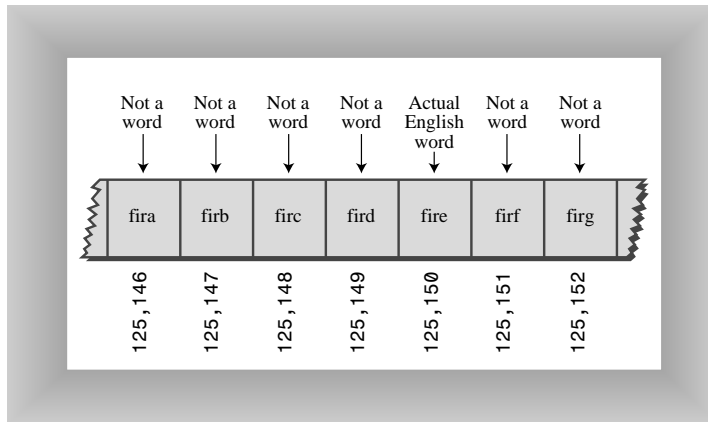 Not a word
Not a word
Not a word
Not a word
Actual English word
Not a word
Not a word
fira
firb
firc
fird
fire
firf
firg
125,146
125,147
125,148
125,149
125,150
125,151
125,152